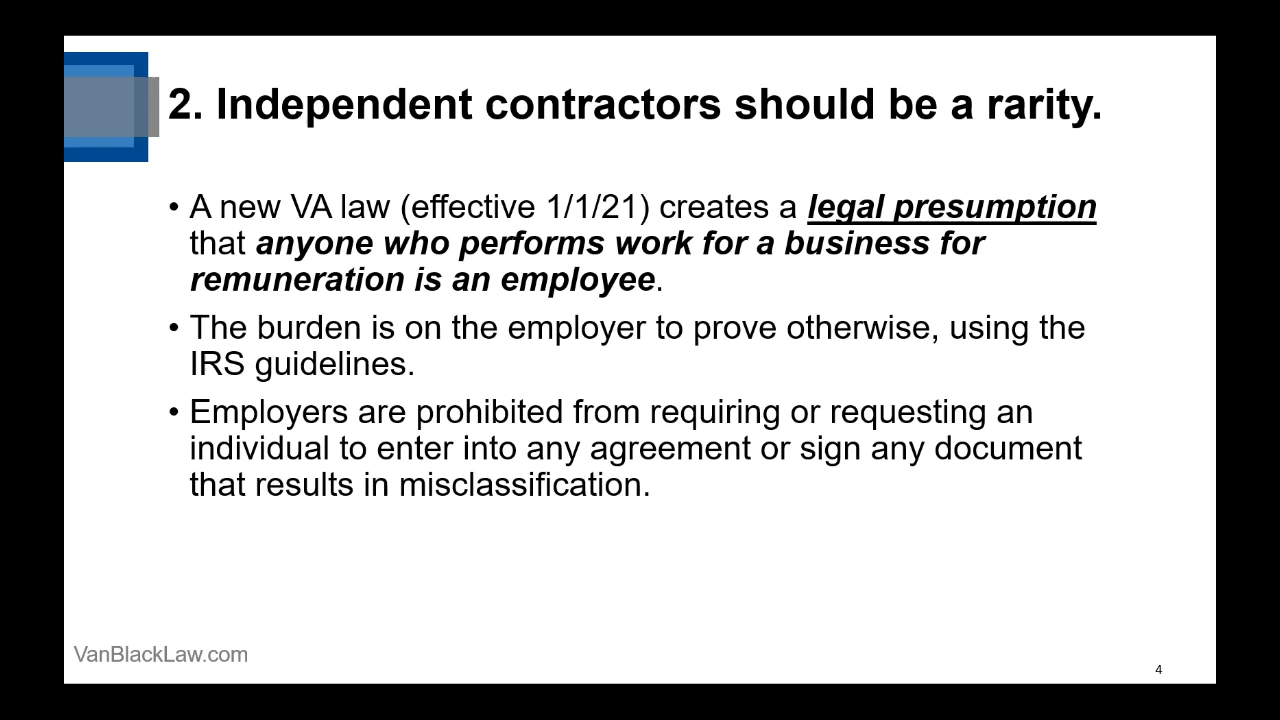 2. Independent contractors should be a rarity.
• A new VA law (effective 1/1/21) creates a legal presumption
that anyone who performs work for a business for
remuneration is an employee.
• The burden is on the employer to prove otherwise, using the
IRS guidelines.
• Employers are prohibited from requiring or requesting an
individual to enter into any agreement or sign any document
that results in misclassification.
VanBlackLaw.com
4